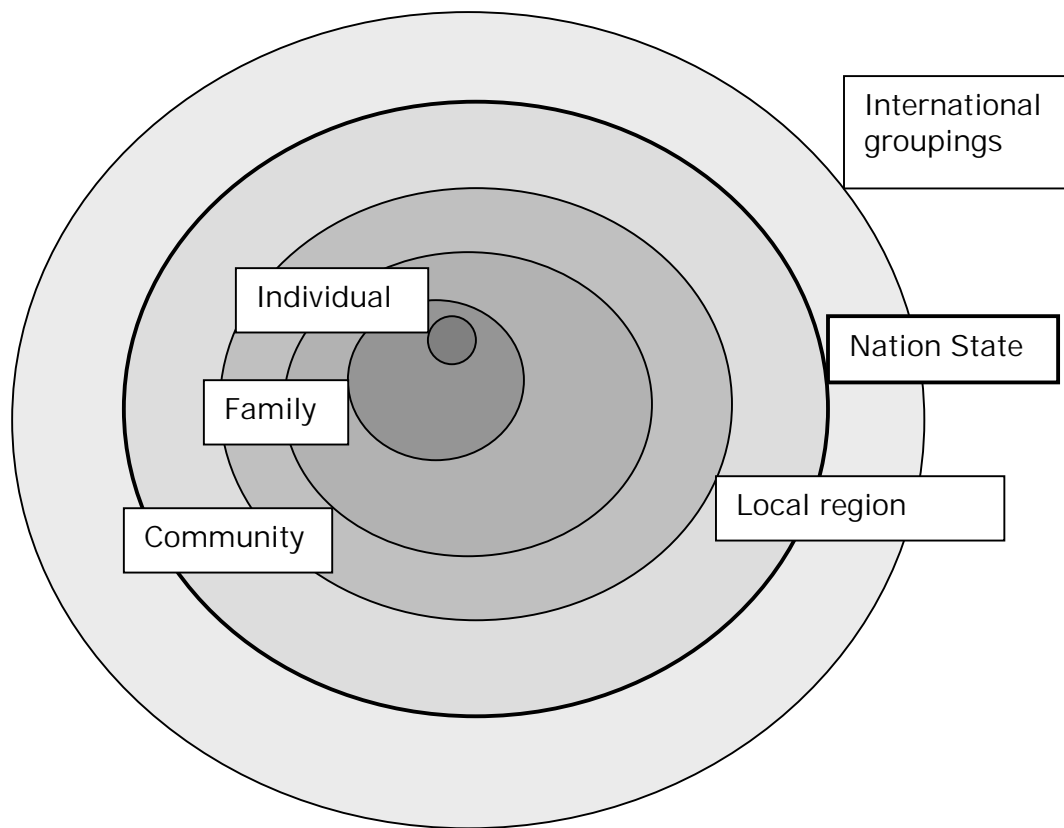 International
groupings
Individual
Nation State
Family
Local region
Community